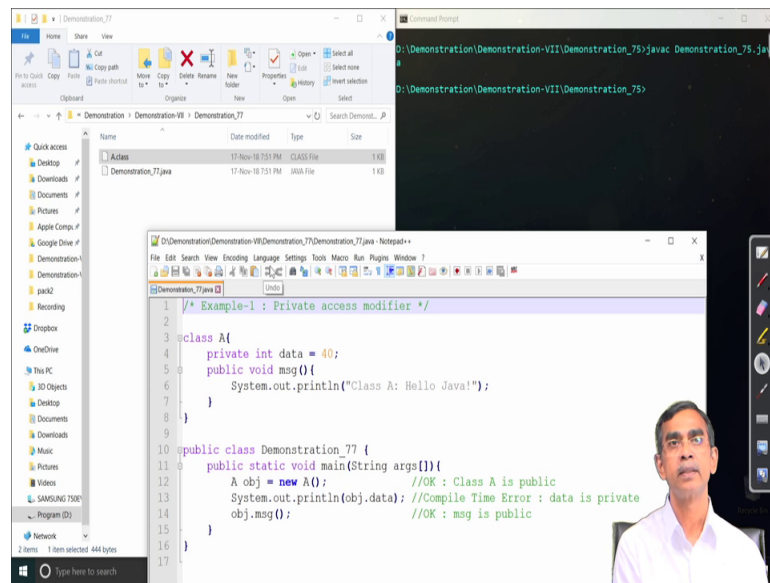 Demonstration_77
File Home Share View
Pin to Quick access
Copy
Paste
Cut
Copy path
Paste shortcut
Move to
Copy to
Delete
Rename
New folder
Properties
Open
Edit
History
Select all
Select none
Invert selection
Clipboard Organize New Open Select
« Demonstration › Demonstration-VII › Demonstration_77
Search Demonst...
Name Date modified Type Size
A.class 17-Nov-18 7:51 PM CLASS File 1 KB
Demonstration_77.java 17-Nov-18 7:51 PM JAVA File 1 KB
Quick access
Desktop
Downloads
Documents
Pictures
Apple Compu
Google Drive
Demonstration-V
Demonstration-V
pack2
Recording
Dropbox
OneDrive
This PC
3D Objects
Desktop
Documents
Downloads
Music
Pictures
Videos
SAMSUNG 750E
Program (D:)
Network
2 items 1 item selected 444 bytes
Type here to search
Command Prompt
D:\Demonstration\Demonstration-VII\Demonstration_75>javac Demonstration_75.jav
a
D:\Demonstration\Demonstration-VII\Demonstration_75>
D:\Demonstration\Demonstration-VII\Demonstration_77\Demonstration_77.java - Notepad++
File Edit Search View Encoding Language Settings Tools Macro Run Plugins Window ? X
Undo
Demonstration_77.java
1 /* Example-1 : Private access modifier */
2
3 class A{
4 private int data = 40;
5 public void msg(){
6 System.out.println("Class A: Hello Java!");
7 }
8 }
9
10 public class Demonstration_77 {
11 public static void main(String args[]){
12 A obj = new A(); //OK : Class A is public
13 System.out.println(obj.data); //Compile Time Error : data is private
14 obj.msg(); //OK : msg is public
15 }
16 }
17